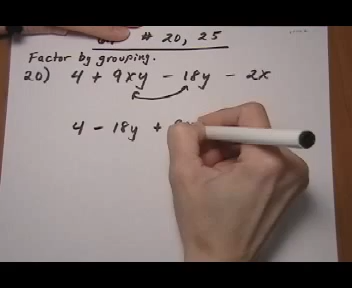 # 20, 25
Factor by grouping.
20) 4 + 9xy - 18y - 2x
4 - 18y +